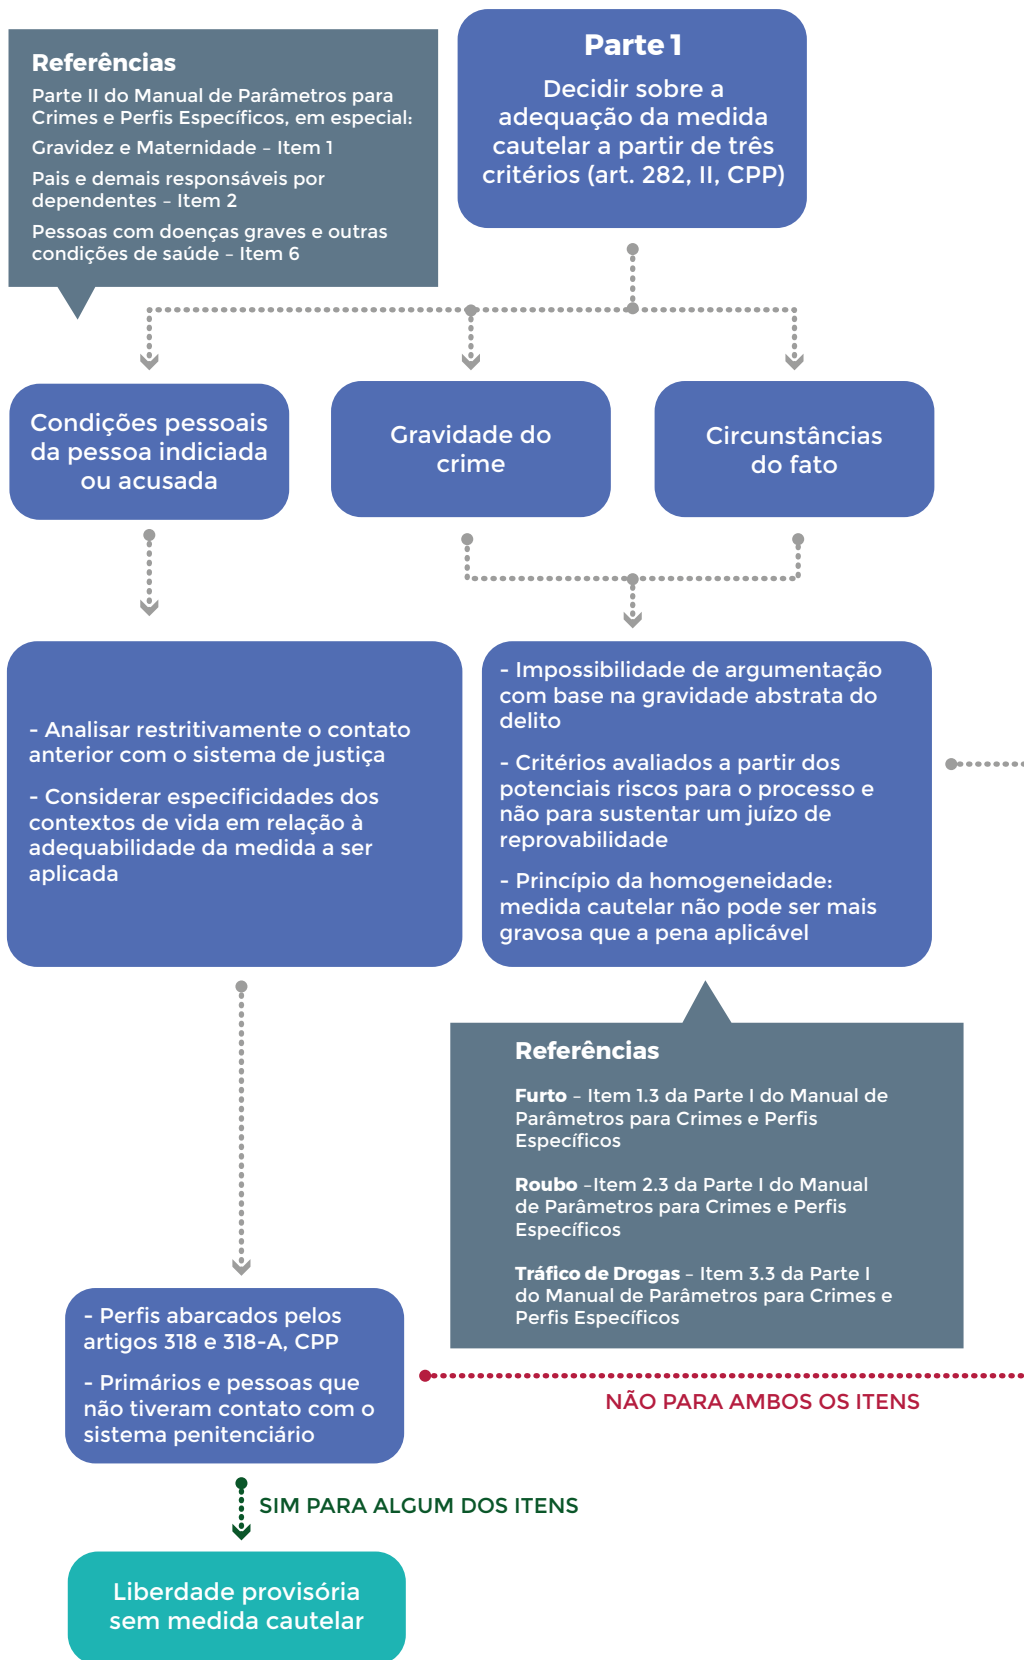 Referências
Parte II do Manual de Parâmetros para
Crimes e Perfis Específicos, em especial:
Gravidez e Maternidade – Item 1
Pais e demais responsáveis por
dependentes – Item 2
Pessoas com doenças graves e outras
condições de saúde – Item 6
Parte 1
Decidir sobre a
adequação da medida
cautelar a partir de três
critérios (art. 282, II, CPP)
Condições pessoais
da pessoa indiciada
ou acusada
Gravidade do
crime
Circunstâncias
do fato
- Analisar restritivamente o contato
anterior com o sistema de justiça
- Considerar especificidades dos
contextos de vida em relação à
adequabilidade da medida a ser
aplicada
- Impossibilidade de argumentação
com base na gravidade abstrata do
delito
- Critérios avaliados a partir dos
potenciais riscos para o processo e
não para sustentar um juízo de
reprovabilidade
- Princípio da homogeneidade:
medida cautelar não pode ser mais
gravosa que a pena aplicável
Referências
Furto – Item 1.3 da Parte I do Manual de
Parâmetros para Crimes e Perfis
Específicos
Roubo –Item 2.3 da Parte I do Manual
de Parâmetros para Crimes e Perfis
Específicos
Tráfico de Drogas – Item 3.3 da Parte I
do Manual de Parâmetros para Crimes e
Perfis Específicos
- Perfis abarcados pelos
artigos 318 e 318-A, CPP
- Primários e pessoas que
não tiveram contato com o
sistema penitenciário
NÃO PARA AMBOS OS ITENS
SIM PARA ALGUM DOS ITENS
Liberdade provisória
sem medida cautelar